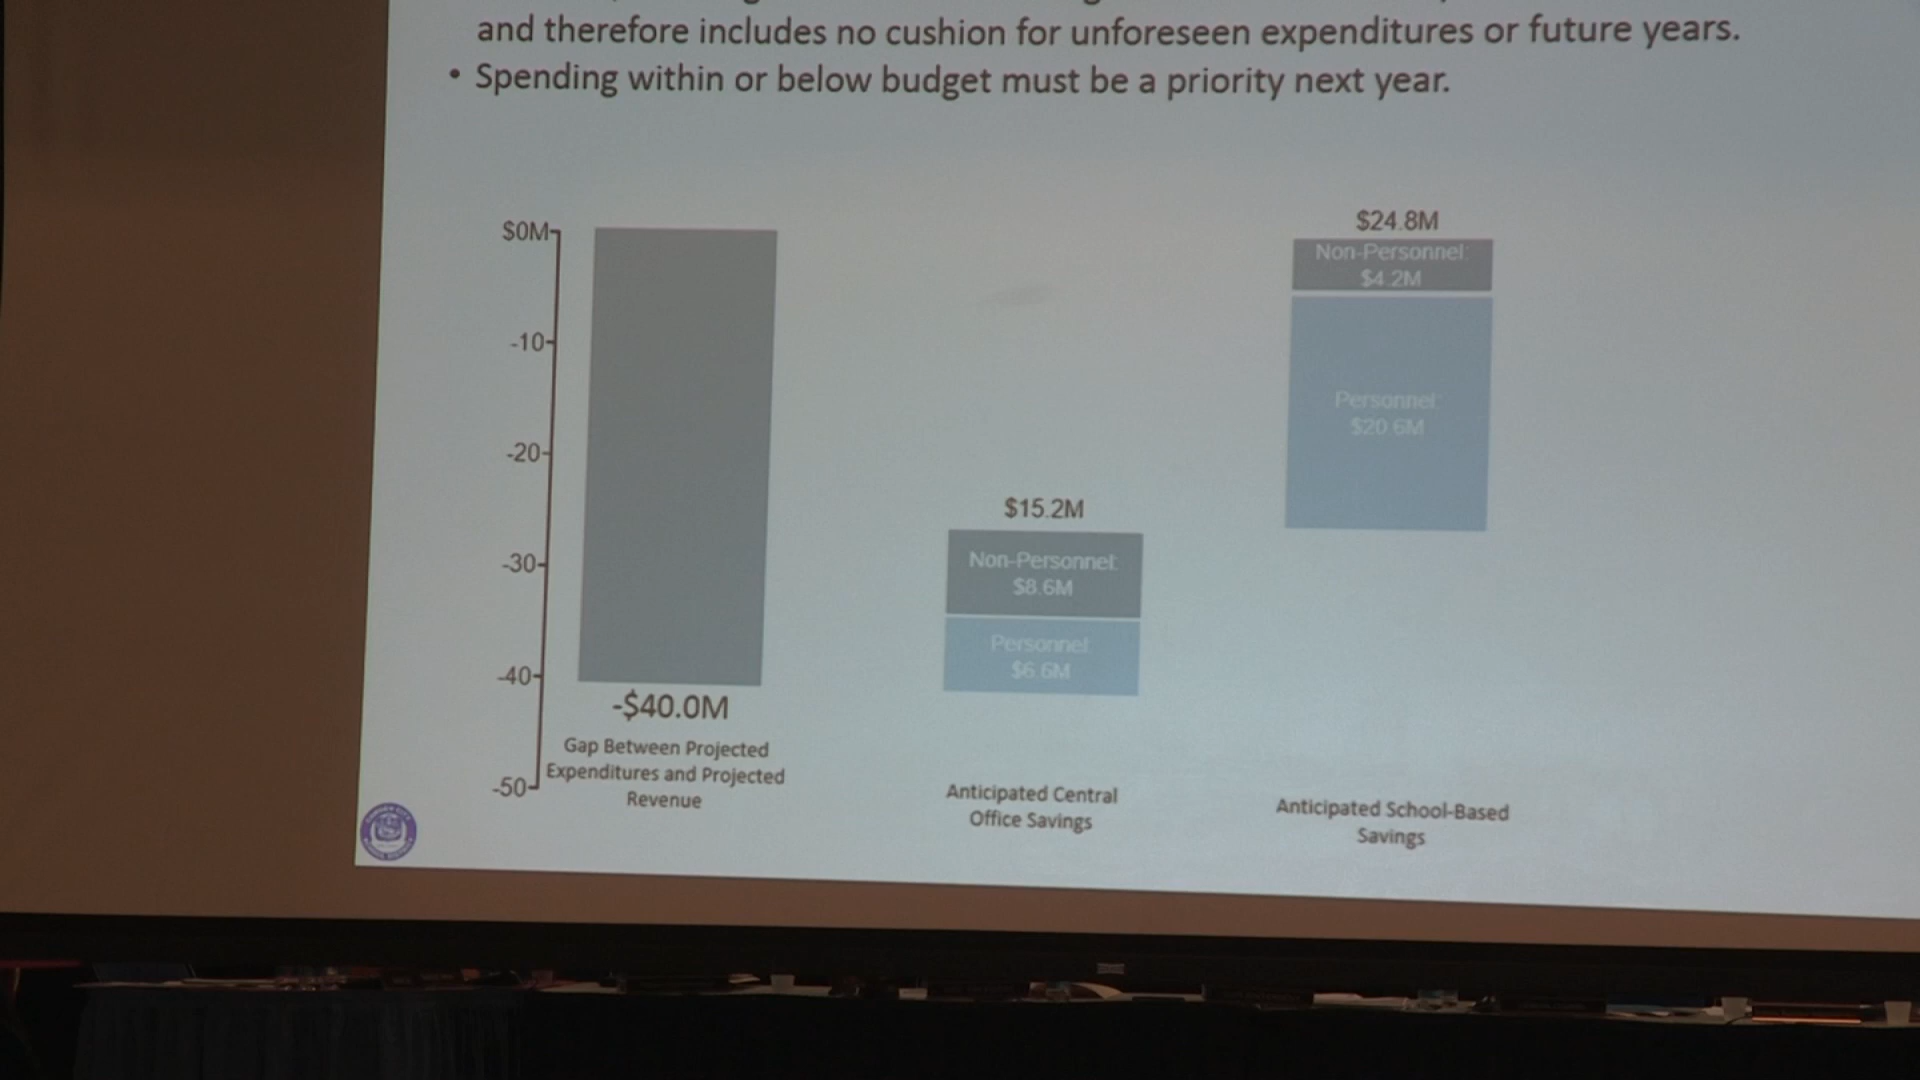 and therefore includes no cushion for unforeseen expenditures or future years.
• Spending within or below budget must be a priority next year.
$0M
-10
-20
-30
-40
-50
-$40.0M
Gap Between Projected
Expenditures and Projected
Revenue
$15.2M
Non-Personnel:
$8.6M
Personnel:
$6.6M
Anticipated Central
Office Savings
$24.8M
Non-Personnel:
$4.2M
Personnel:
$20.6M
Anticipated School-Based
Savings